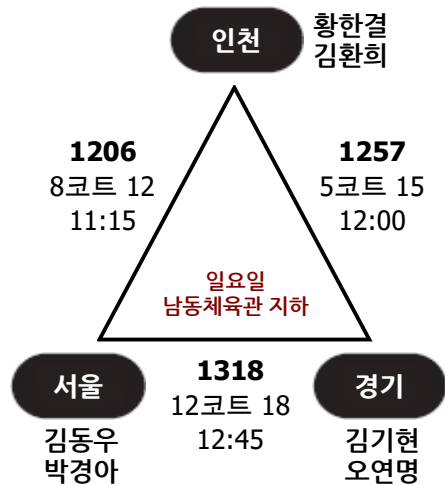 인천
황한결
김환희
1206
8코트 12
11:15
1257
5코트 15
12:00
일요일
남동체육관 지하
서울
김동우
박경아
1318
12코트 18
12:45
경기
김기현
오연명